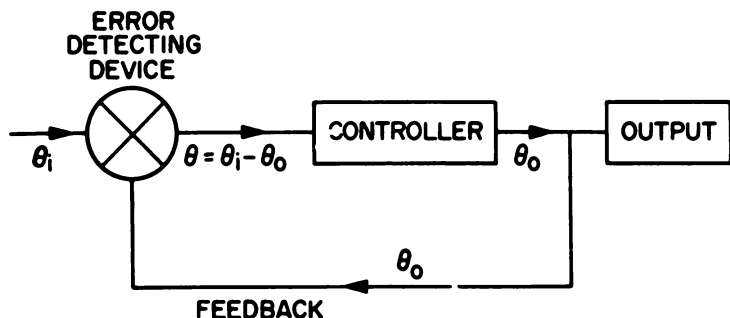 ERROR
DETECTING
DEVICE
θi
θ = θi - θo
CONTROLLER
θo
OUTPUT
θo
FEEDBACK